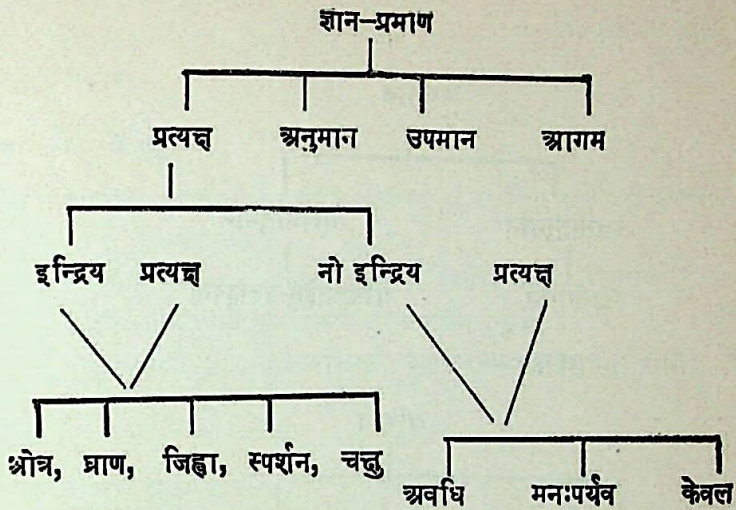 ज्ञान-प्रमाण
प्रत्यक्ष अनुमान उपमान आगम
इन्द्रिय प्रत्यक्ष नो इन्द्रिय प्रत्यक्ष
श्रोत्र, घ्राण, जिह्वा, स्पर्शन, चक्षु
अवधि मनःपर्यव केवल